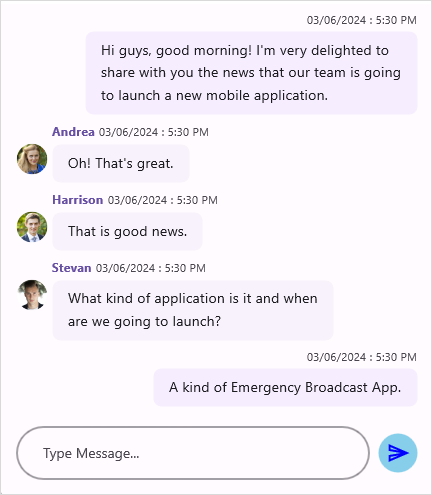 03/06/2024 : 5:30 PM
Hi guys, good morning! I'm very delighted to
share with you the news that our team is going
to launch a new mobile application.
Andrea 03/06/2024 : 5:30 PM
Oh! That's great.
Harrison 03/06/2024 : 5:30 PM
That is good news.
Stevan 03/06/2024 : 5:30 PM
What kind of application is it and when
are we going to launch?
03/06/2024 : 5:30 PM
A kind of Emergency Broadcast App.
Type Message...